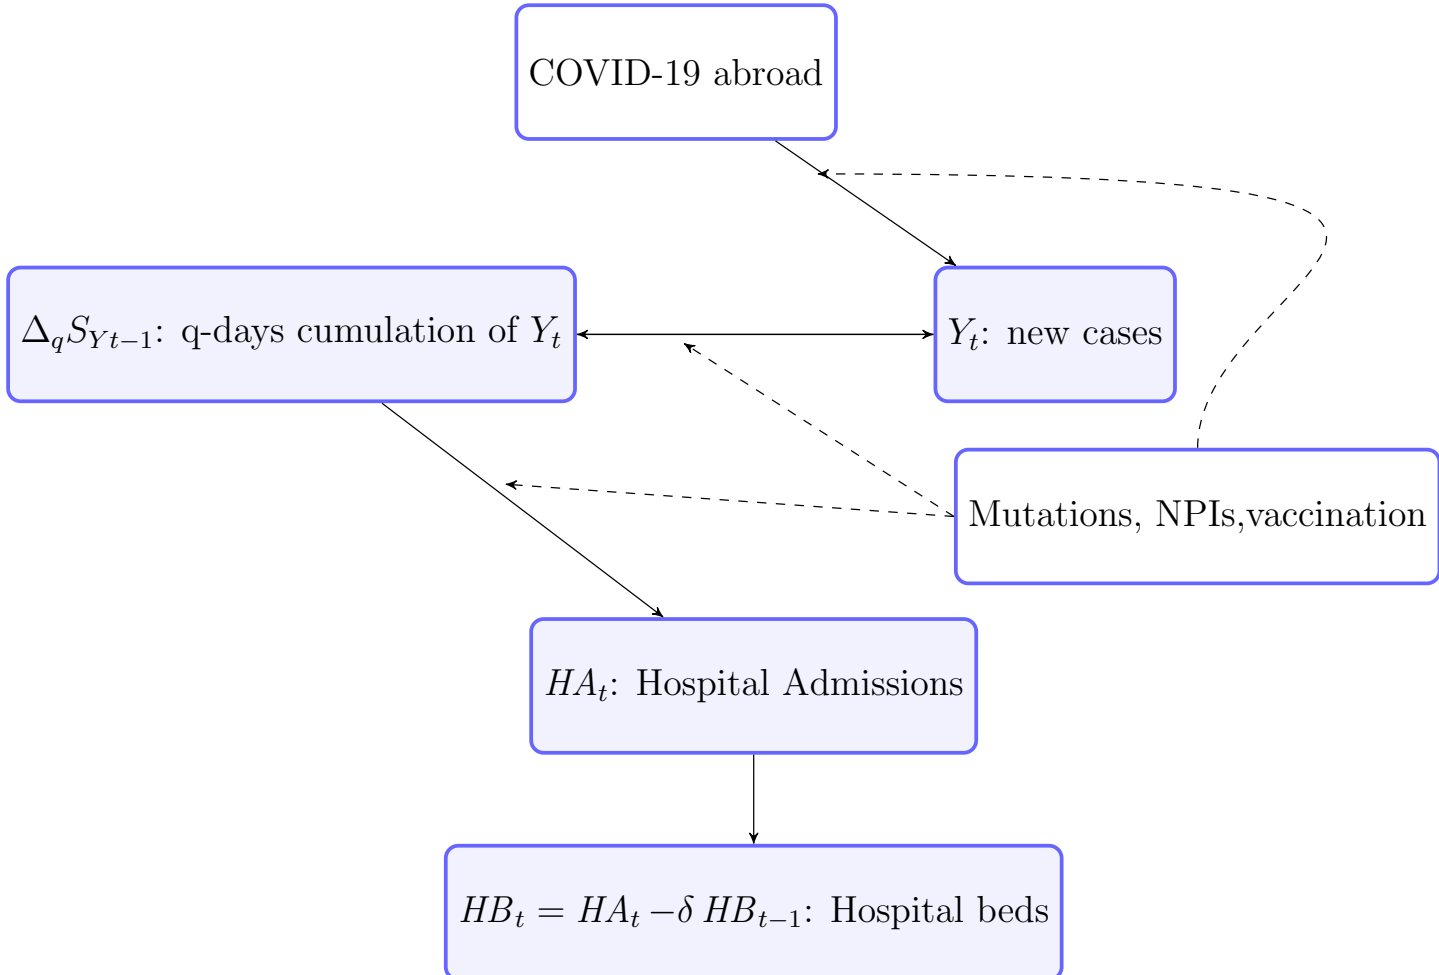 COVID-19 abroad
Δ_qS_{Yt−1}: q-days cumulation of Y_t
Y_t: new cases
Mutations, NPIs,vaccination
HA_t: Hospital Admissions
HB_t = HA_t −δ HB_{t−1}: Hospital beds